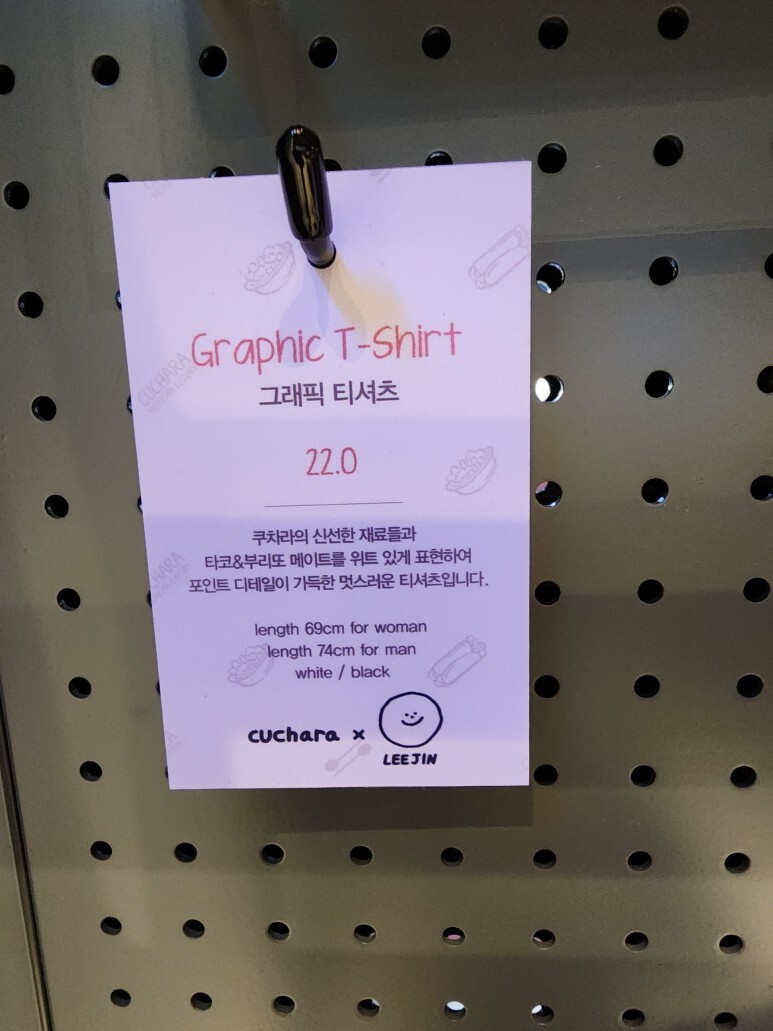 Graphic T-Shirt
그래픽 티셔츠
22.0
쿠차라의 신선한 재료들과
타코&부리또 메이트를 위트 있게 표현하여
포인트 디테일이 가득한 멋스러운 티셔츠입니다.
length 69cm for woman
length 74cm for man
white / black
cuchara x
LEEJIN
CUCHARA